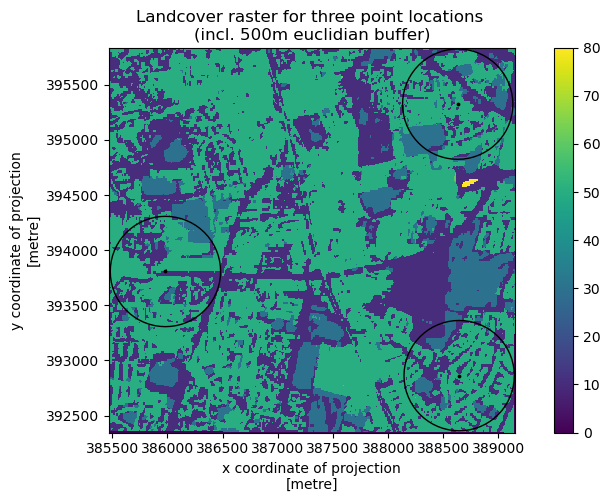 Landcover raster for three point locations
(incl. 500m euclidian buffer)
395500
395000
394500
394000
393500
393000
392500
y coordinate of projection
[metre]
385500 386000 386500 387000 387500 388000 388500 389000
x coordinate of projection
[metre]
80
70
60
50
40
30
20
10
0